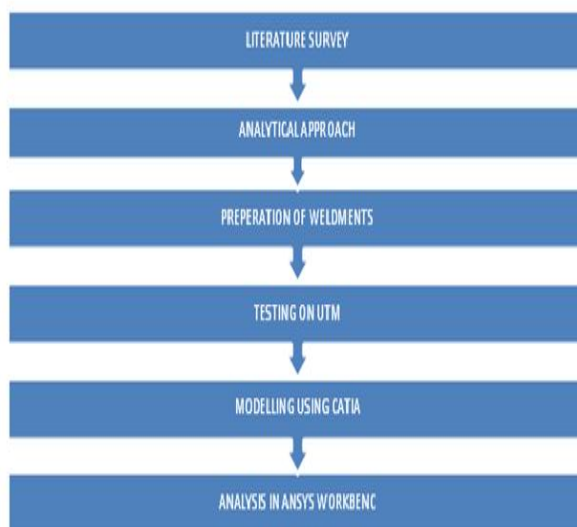 LITERATURE SURVEY
ANALYTICAL APPROACH
PREPERATION OF WELDMENTS
TESTING ON UTM
MODELLING USING CATIA
ANALYSIS IN ANSYS WORKBENC